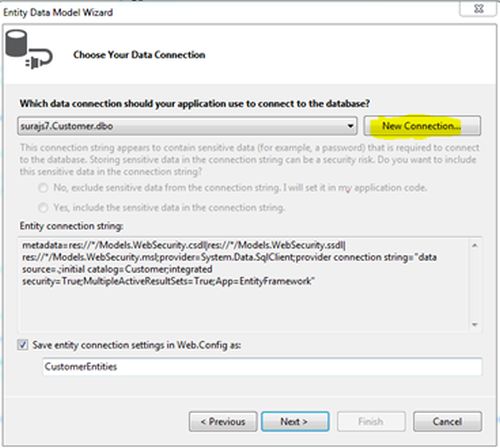 Entity Data Model Wizard
Choose Your Data Connection
Which data connection should your application use to connect to the database?
surajs7.Customer.dbo
New Connection...
This connection string appears to contain sensitive data (for example, a password) that is required to connect
to the database. Storing sensitive data in the connection string can be a security risk. Do you want to include
this sensitive data in the connection string?
No, exclude sensitive data from the connection string. I will set it in my application code.
Yes, include the sensitive data in the connection string.
Entity connection string:
metadata=res://*/Models.WebSecurity.csdl|res://*/Models.WebSecurity.ssdl|
res://*/Models.WebSecurity.msl;provider=System.Data.SqlClient;provider connection string="data
source=.;initial catalog=Customer;integrated
security=True;MultipleActiveResultSets=True;App=EntityFramework"
Save entity connection settings in Web.Config as:
CustomerEntities
< Previous
Next >
Finish
Cancel